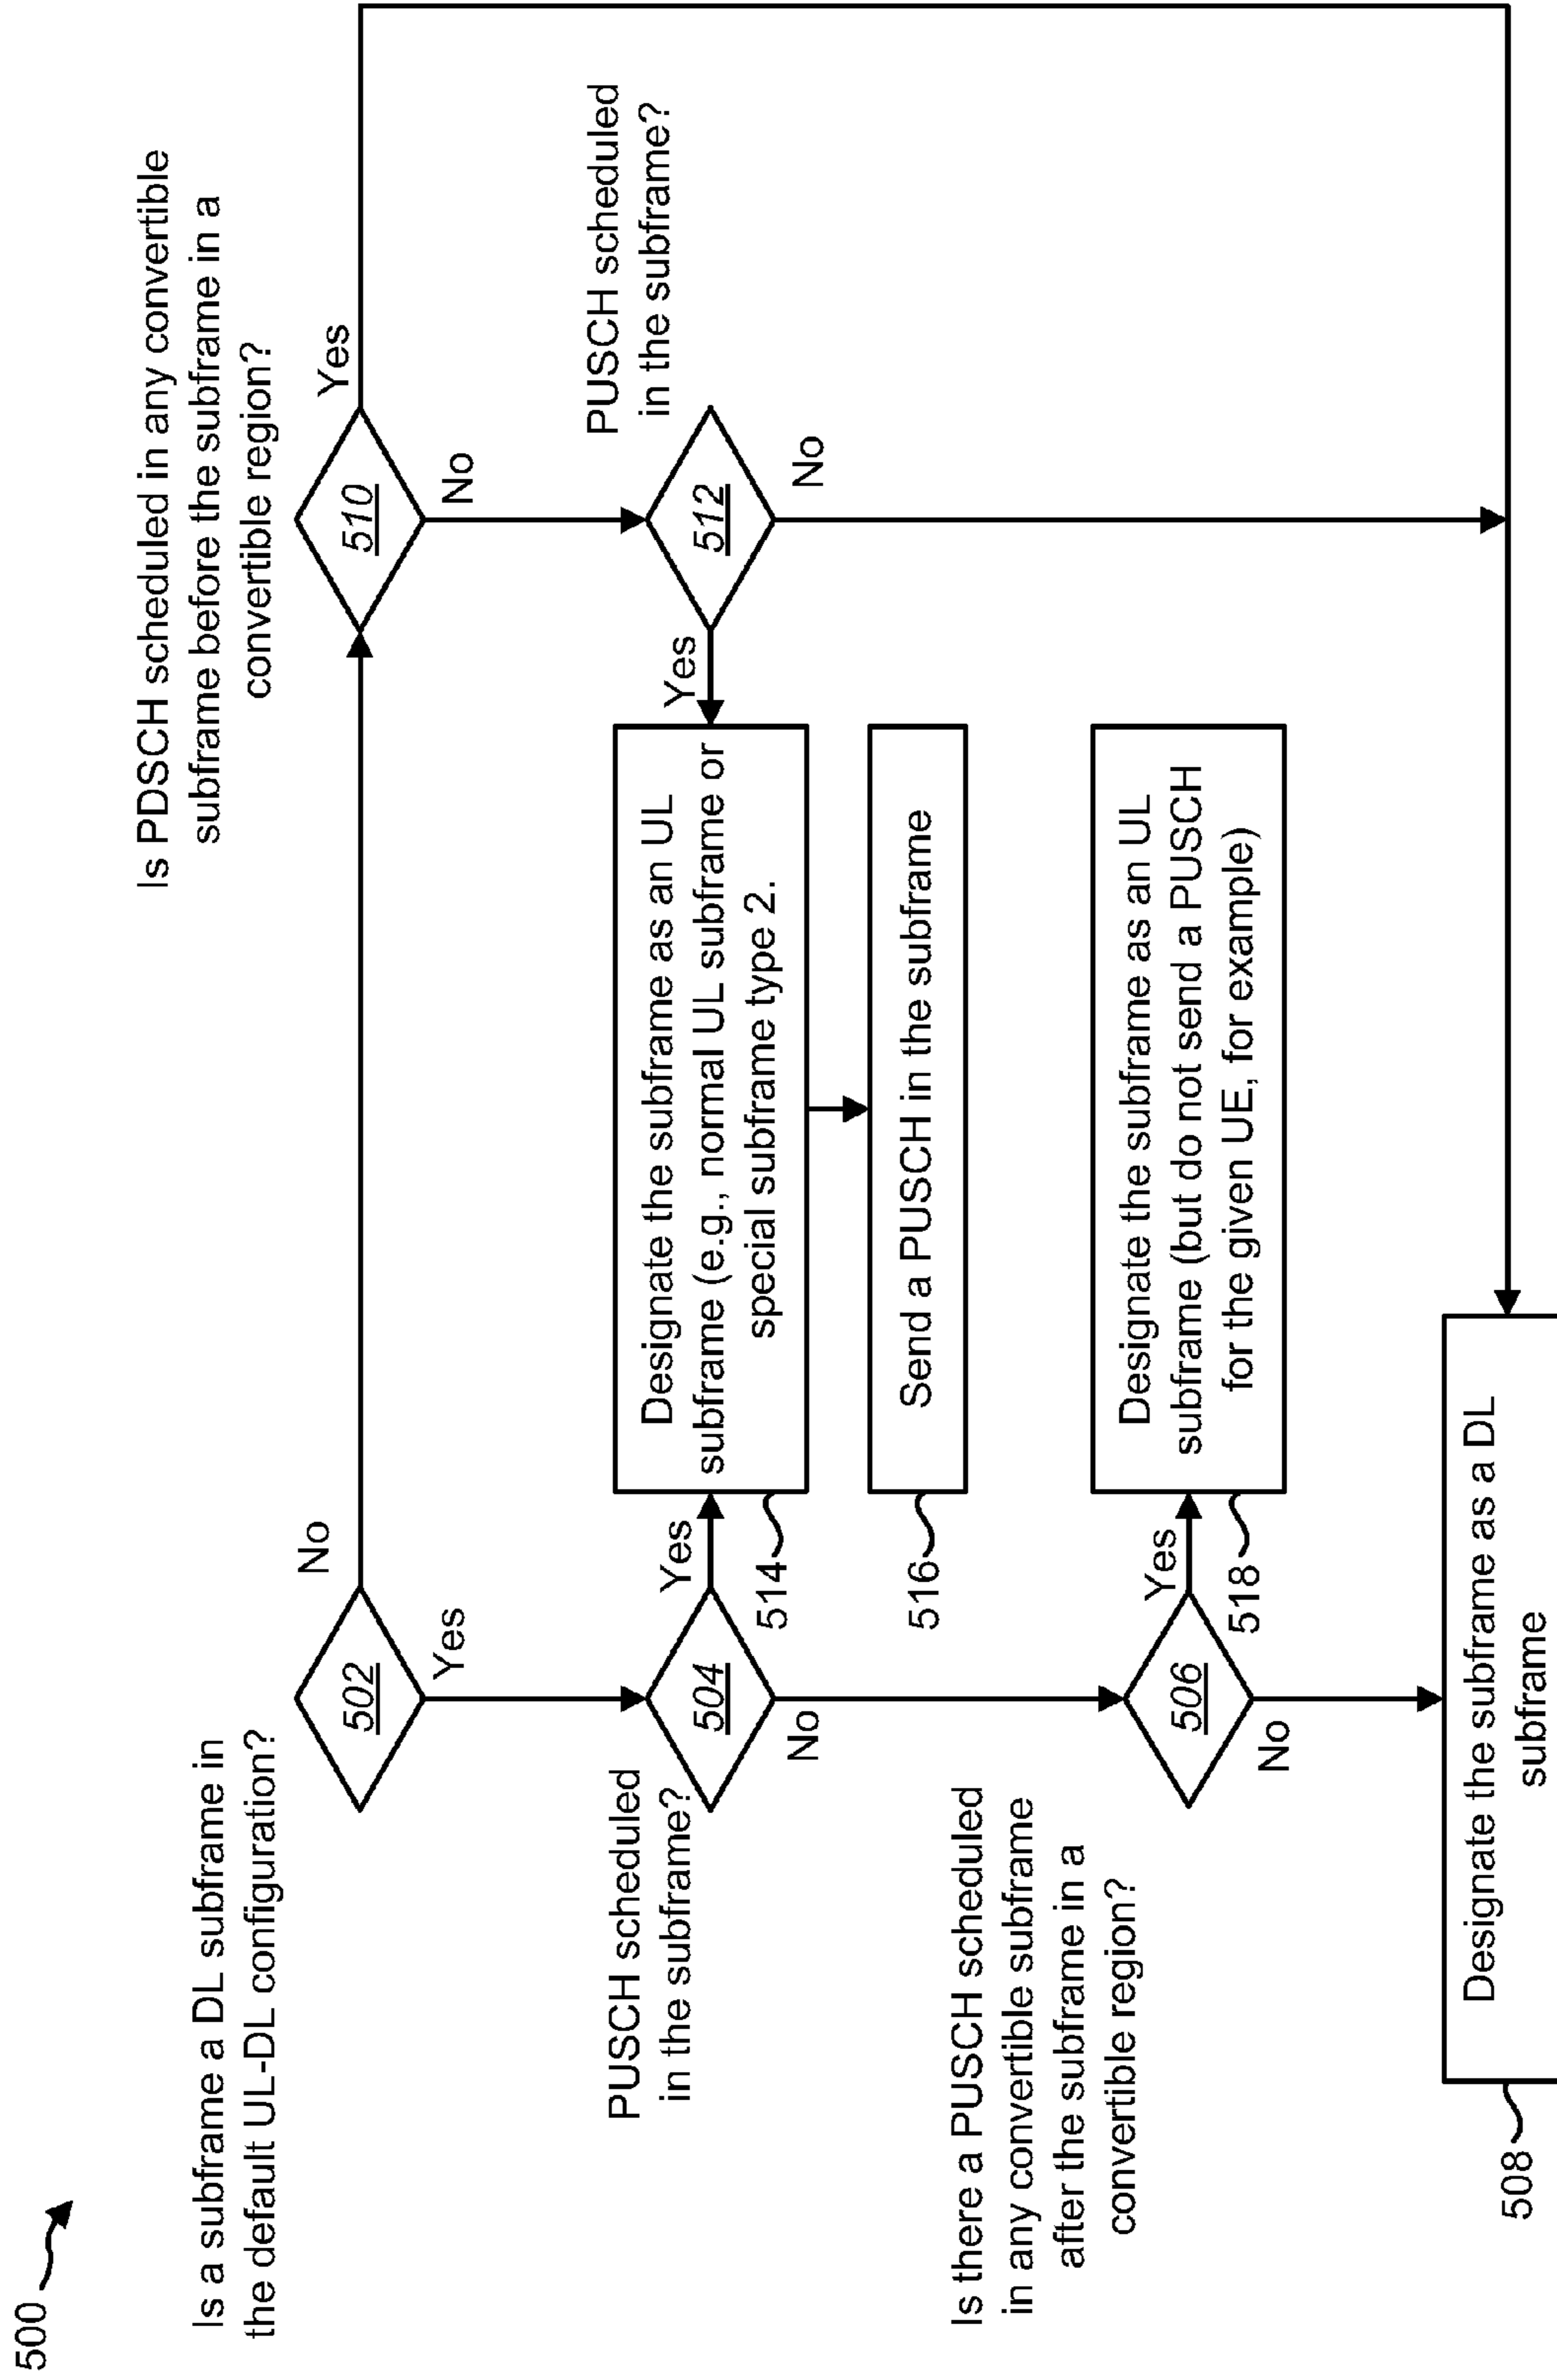 500
Is a subframe a DL subframe in
the default UL-DL configuration?
502
No
Yes
Is PDSCH scheduled in any convertible
subframe before the subframe in a
convertible region?
510
Yes
No
PUSCH scheduled
in the subframe?
504
Yes
No
514
Designate the subframe as an UL
subframe (e.g., normal UL subframe or
special subframe type 2.
Yes
512
No
PUSCH scheduled
in the subframe?
516
Send a PUSCH in the subframe
Is there a PUSCH scheduled
in any convertible subframe
after the subframe in a
convertible region?
506
Yes
No
518
Designate the subframe as an UL
subframe (but do not send a PUSCH
for the given UE, for example)
508
Designate the subframe as a DL
subframe